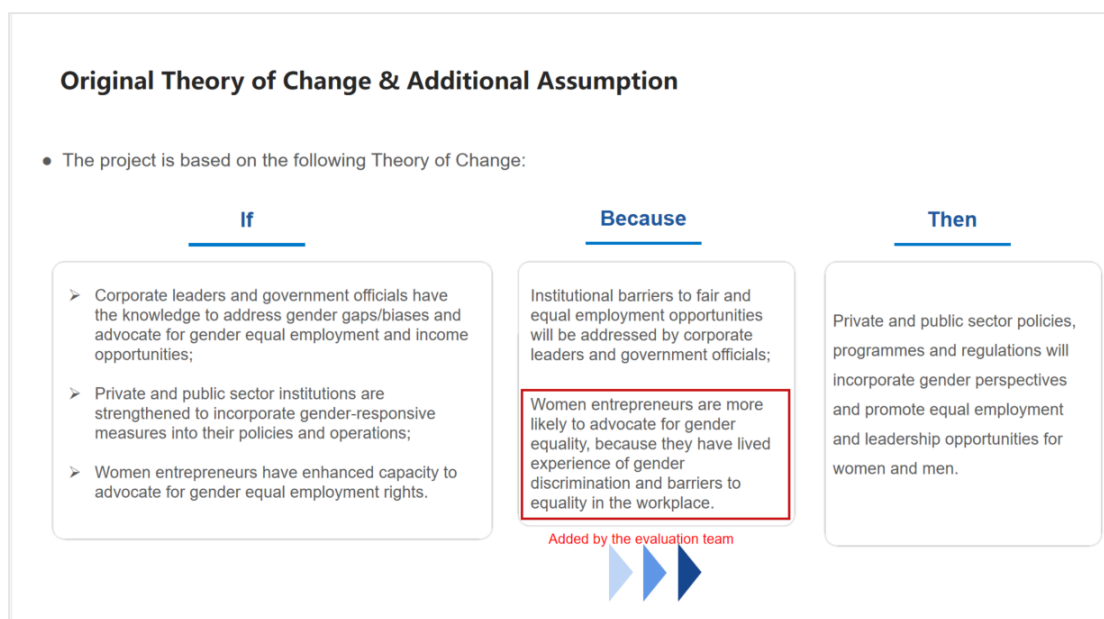 Original Theory of Change & Additional Assumption
● The project is based on the following Theory of Change:
If
➢ Corporate leaders and government officials have
the knowledge to address gender gaps/biases and
advocate for gender equal employment and income
opportunities;
➢ Private and public sector institutions are
strengthened to incorporate gender-responsive
measures into their policies and operations;
➢ Women entrepreneurs have enhanced capacity to
advocate for gender equal employment rights.
Because
Institutional barriers to fair and
equal employment opportunities
will be addressed by corporate
leaders and government officials;
Women entrepreneurs are more
likely to advocate for gender
equality, because they have lived
experience of gender
discrimination and barriers to
equality in the workplace.
Added by the evaluation team
Then
Private and public sector policies,
programmes and regulations will
incorporate gender perspectives
and promote equal employment
and leadership opportunities for
women and men.